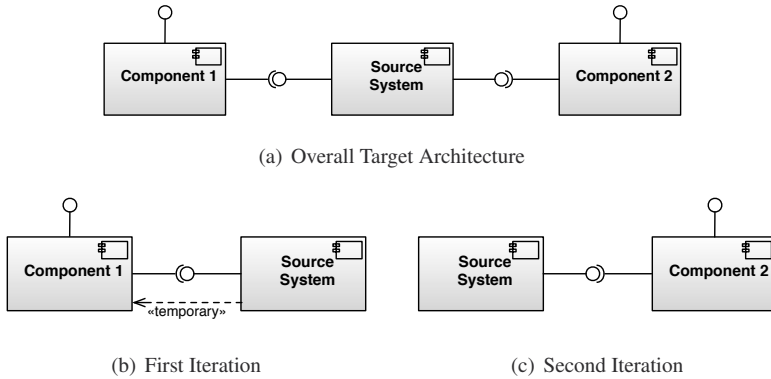 Component 1
Source
System
Component 2
(a) Overall Target Architecture
Component 1
Source
System
«temporary»
(b) First Iteration
Source
System
Component 2
(c) Second Iteration